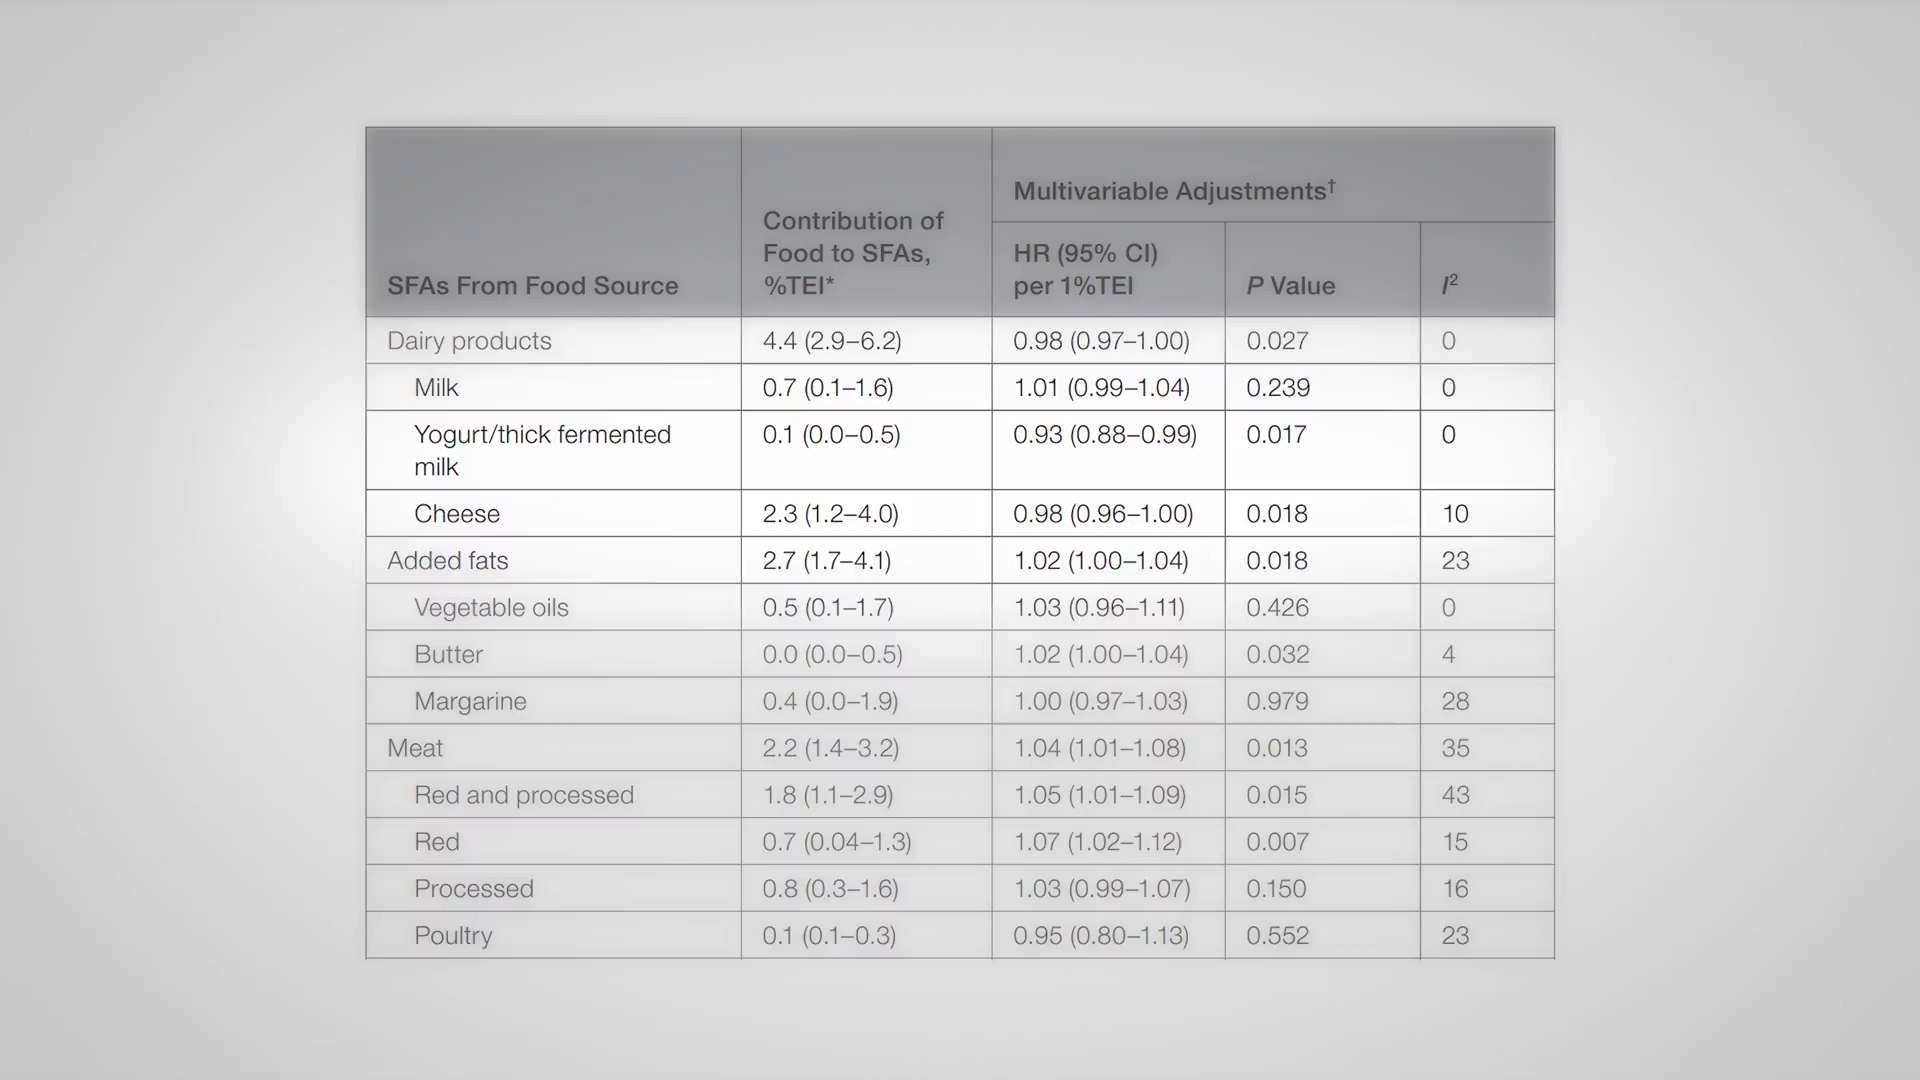 Multivariable Adjustments†
Contribution of
Food to SFAs,
%TEI*
HR (95% CI)
per 1%TEI
SFAs From Food Source
P Value
I²
Dairy products 4.4 (2.9–6.2) 0.98 (0.97–1.00) 0.027 0
Milk 0.7 (0.1–1.6) 1.01 (0.99–1.04) 0.239 0
Yogurt/thick fermented 0.1 (0.0–0.5) 0.93 (0.88–0.99) 0.017 0
milk
Cheese 2.3 (1.2–4.0) 0.98 (0.96–1.00) 0.018 10
Added fats 2.7 (1.7–4.1) 1.02 (1.00–1.04) 0.018 23
Vegetable oils 0.5 (0.1–1.7) 1.03 (0.96–1.11) 0.426 0
Butter 0.0 (0.0–0.5) 1.02 (1.00–1.04) 0.032 4
Margarine 0.4 (0.0–1.9) 1.00 (0.97–1.03) 0.979 28
Meat 2.2 (1.4–3.2) 1.04 (1.01–1.08) 0.013 35
Red and processed 1.8 (1.1–2.9) 1.05 (1.01–1.09) 0.015 43
Red 0.7 (0.04–1.3) 1.07 (1.02–1.12) 0.007 15
Processed 0.8 (0.3–1.6) 1.03 (0.99–1.07) 0.150 16
Poultry 0.1 (0.1–0.3) 0.95 (0.80–1.13) 0.552 23